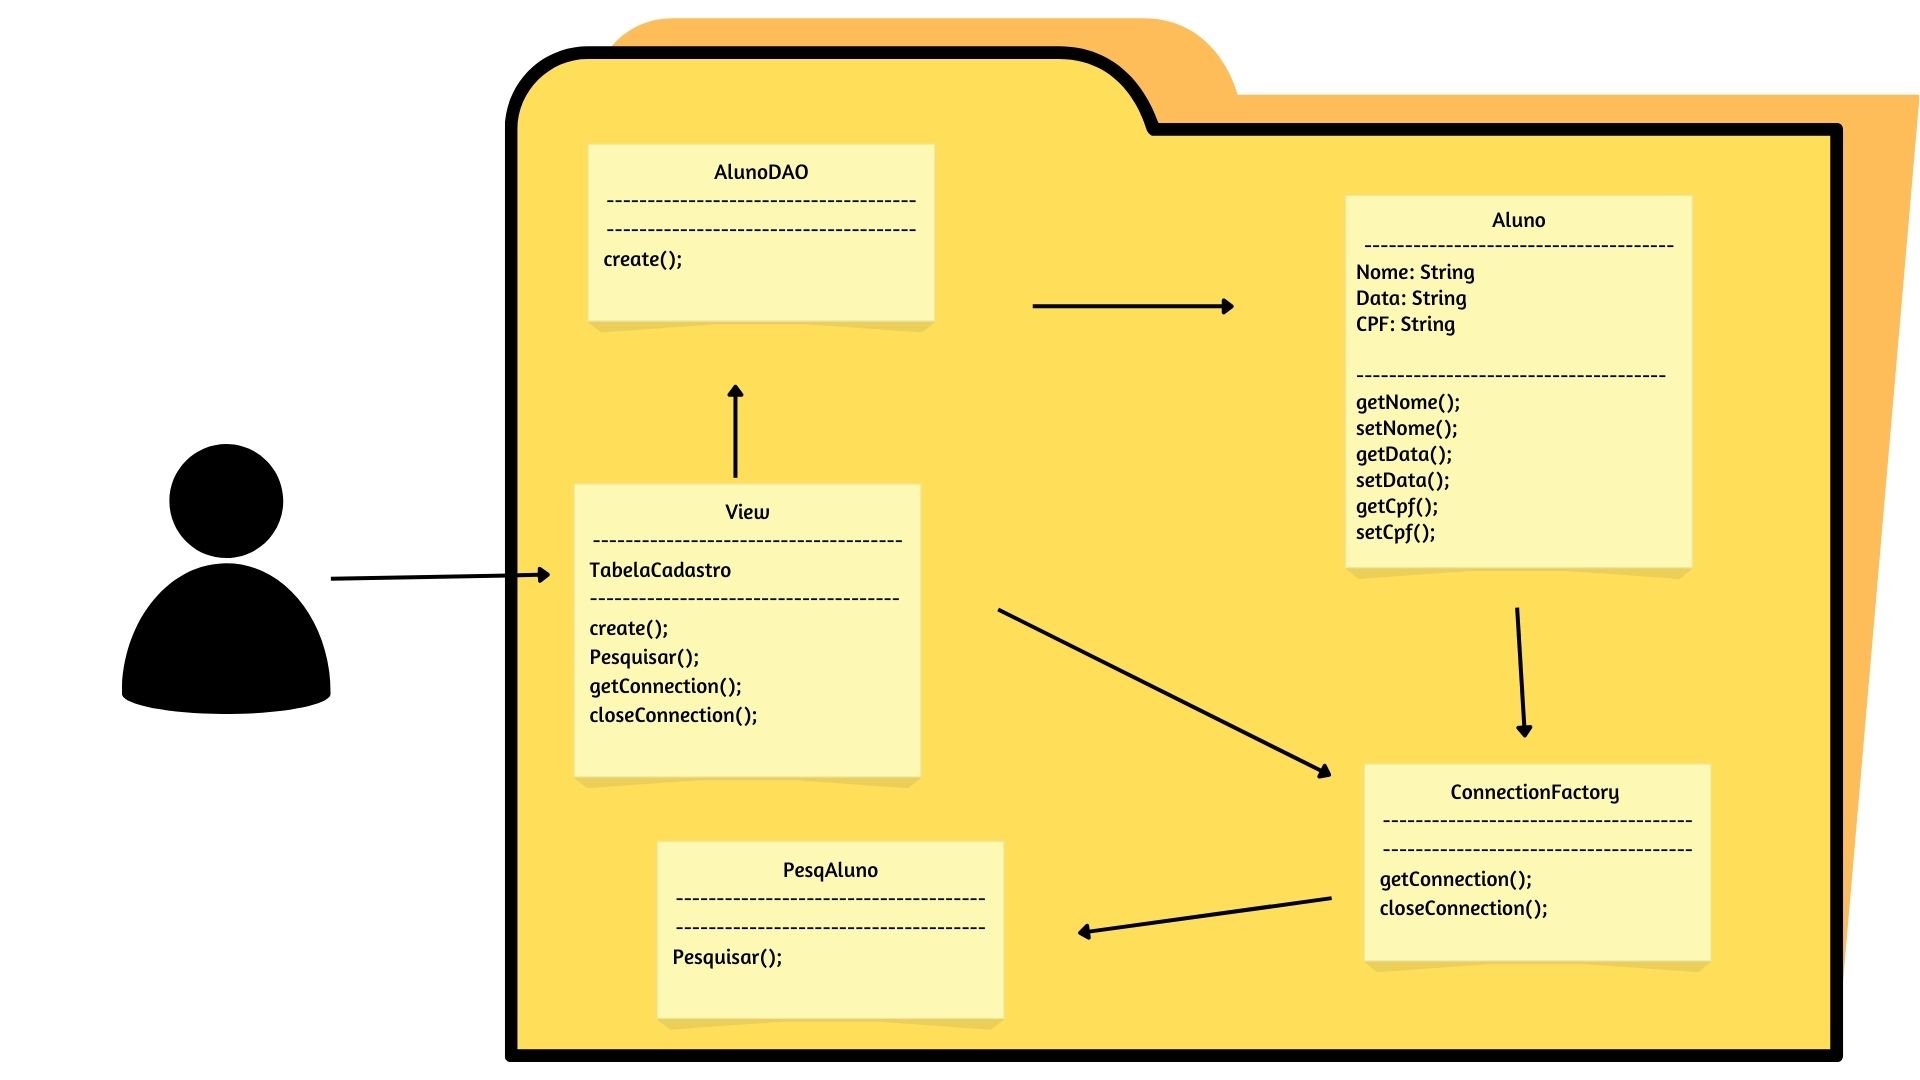 AlunoDAO
-------------------------------------
-------------------------------------
create();
Aluno
-------------------------------------
Nome: String
Data: String
CPF: String
-------------------------------------
getNome();
setNome();
getData();
setData();
getCpf();
setCpf();
View
-------------------------------------
TabelaCadastro
-------------------------------------
create();
Pesquisar();
getConnection();
closeConnection();
ConnectionFactory
-------------------------------------
-------------------------------------
getConnection();
closeConnection();
PesqAluno
-------------------------------------
-------------------------------------
Pesquisar();